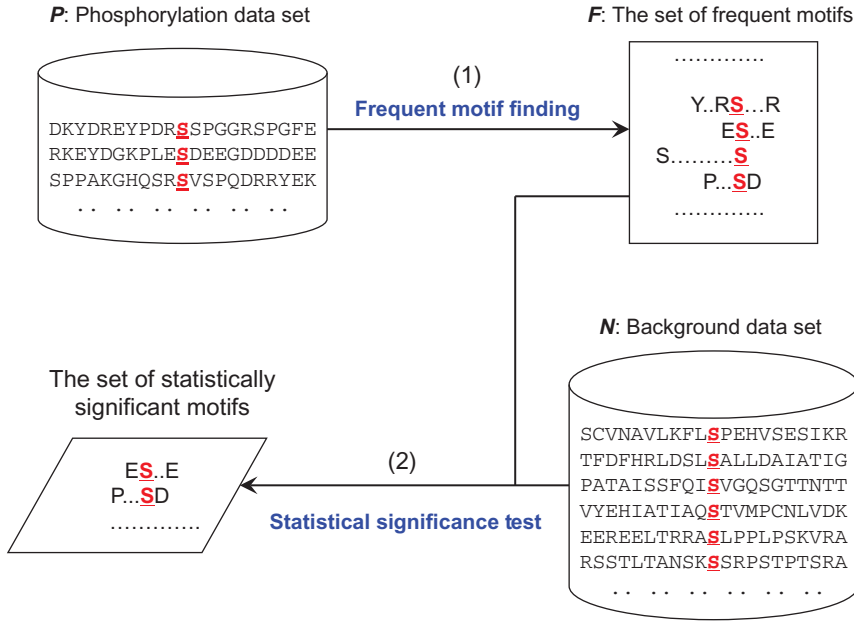 P: Phosphorylation data set
DKYDREYPDRSSPGGRSPGFE
RKEYDGKPLESDEEGDDDDEE
SPPAKGHQSRSVSPQDRRYEK
.. .. .. .. .. ..
(1)
Frequent motif finding
F: The set of frequent motifs
.............
Y..RS...R
ES..E
S.........S
P...SD
.............
N: Background data set
SCVNAVLKFLSPEHVSESIKR
TFDFHRLDSLSALLDAIATIG
PATAISSFQISVGQSGTTNTT
VYEHIATIAQSTVMPCNLVDK
EEREELTRRASLPPLPSKVRA
RSSTLTANSKSSRPSTPTSRA
.. .. .. .. .. ..
(2)
Statistical significance test
The set of statistically
significant motifs
ES..E
P...SD
.............